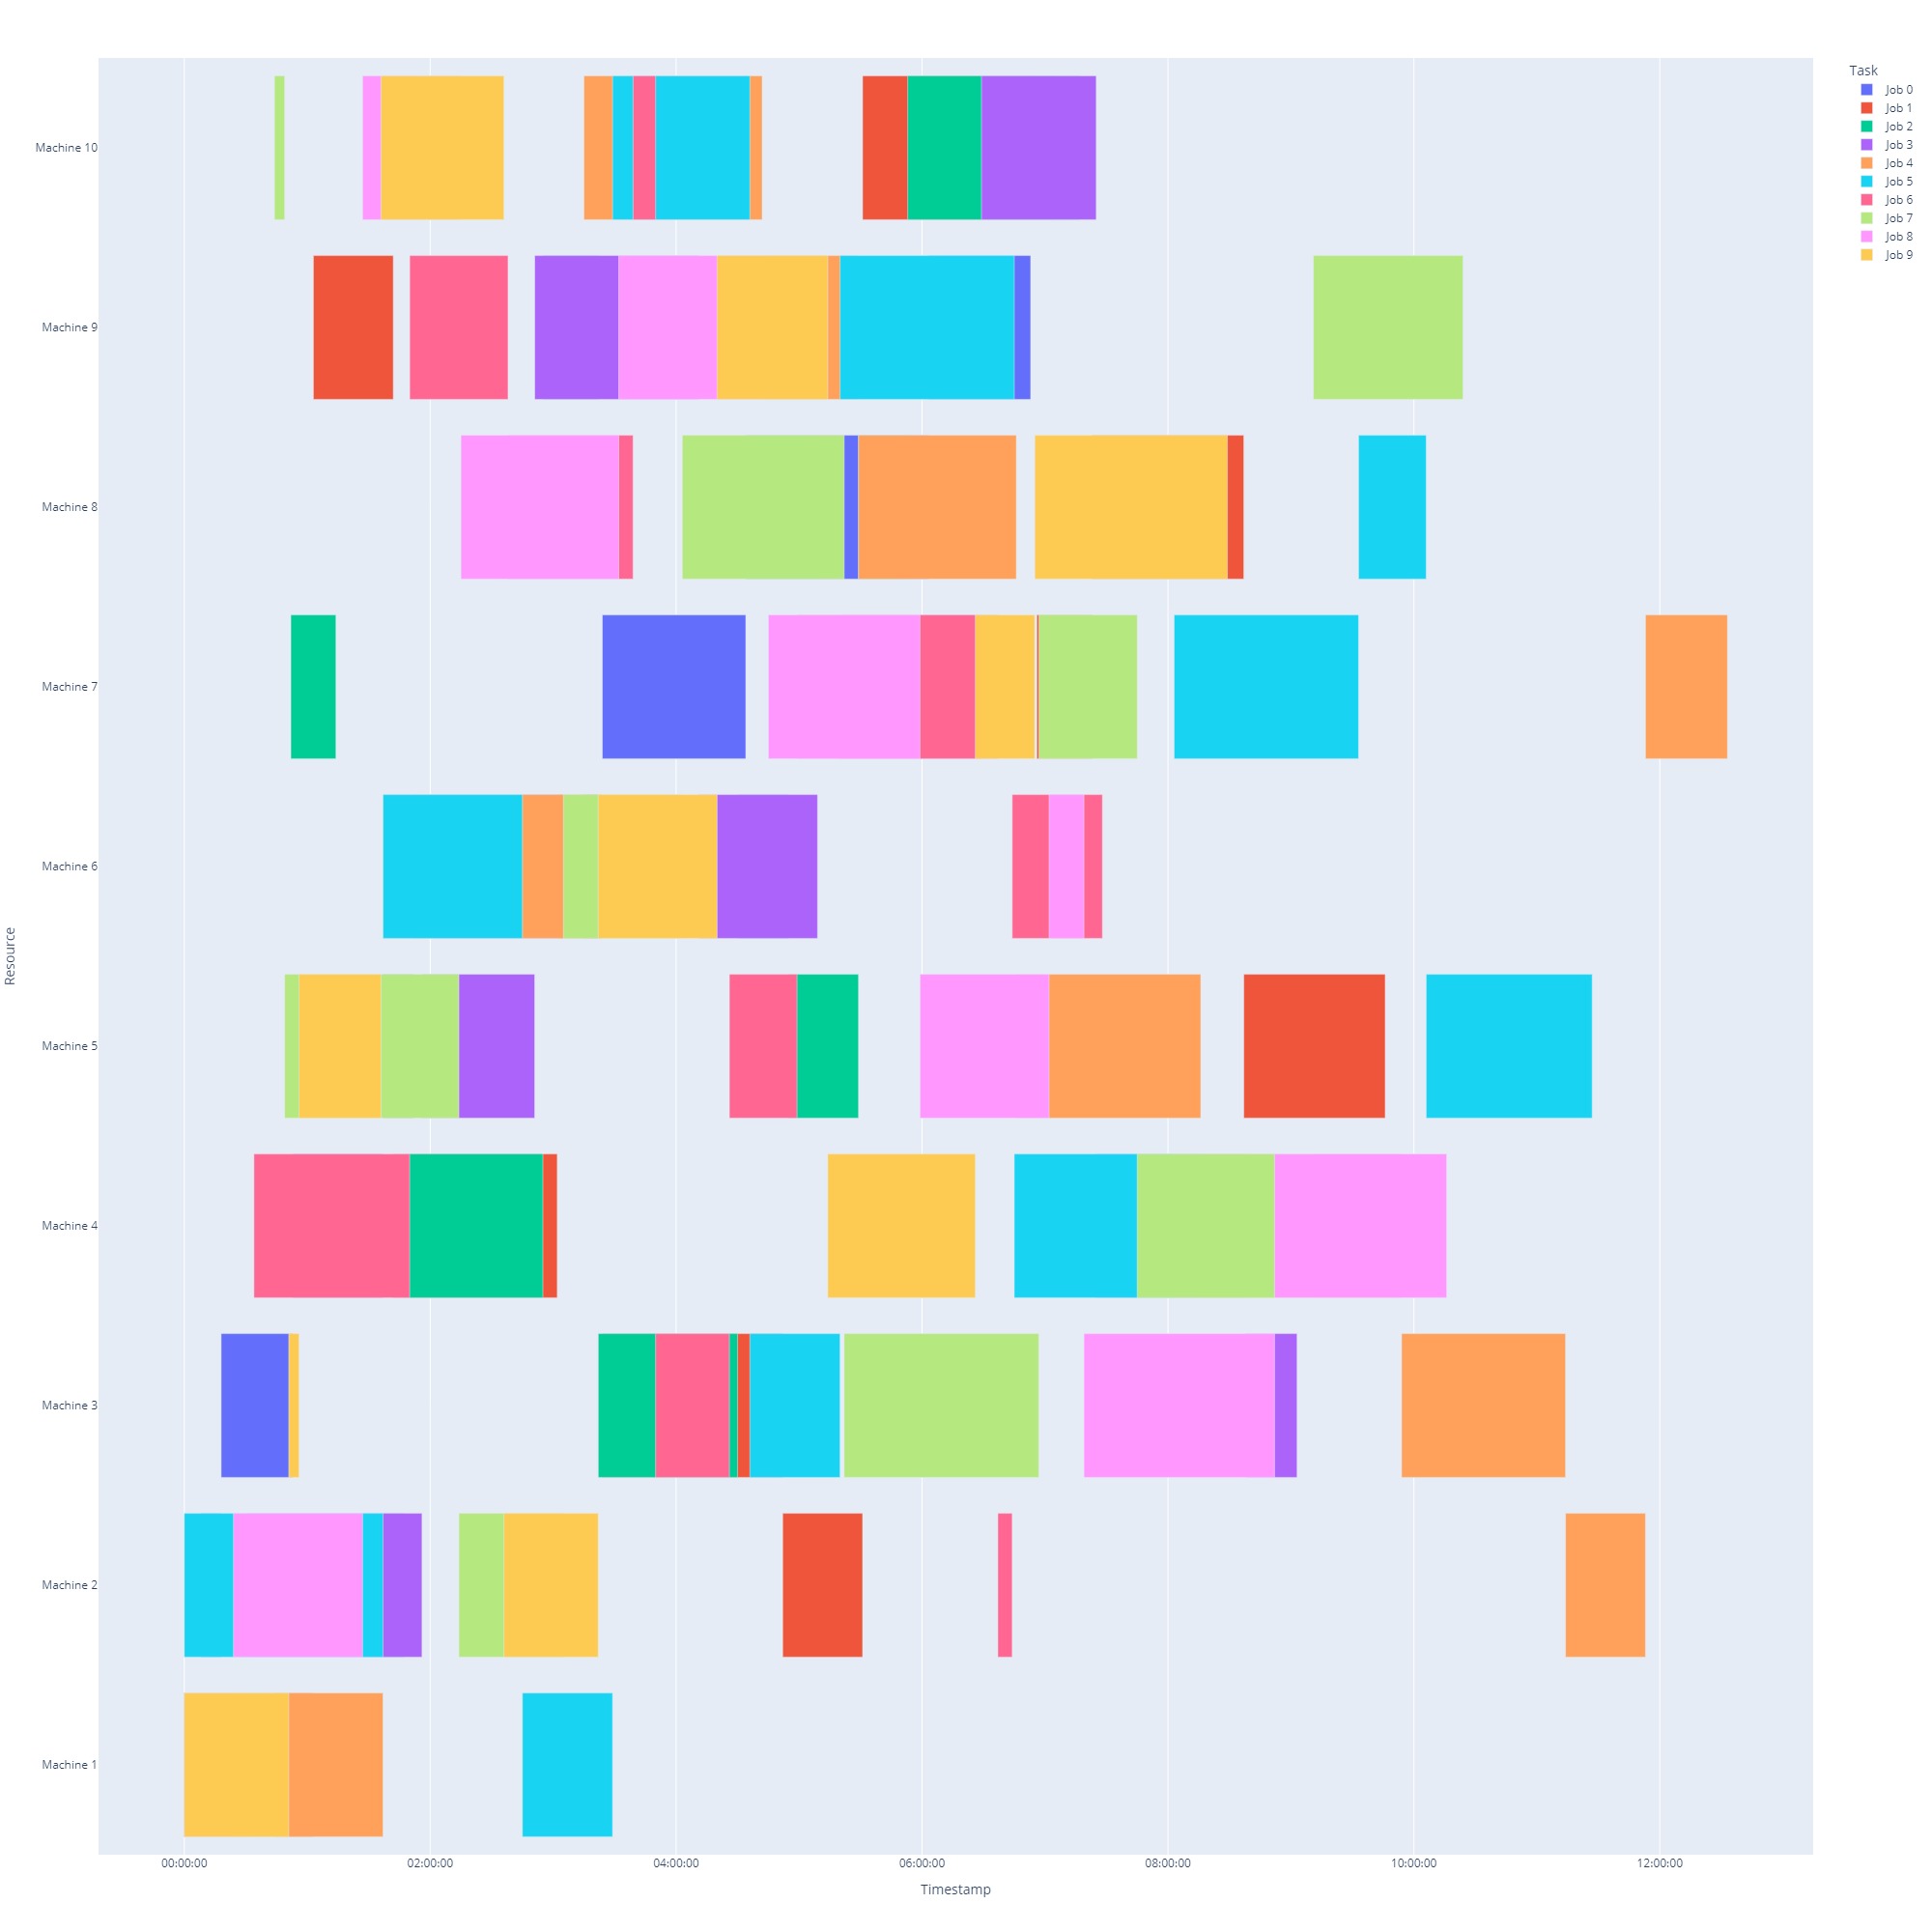 Task
Job 0
Job 1
Job 2
Job 3
Job 4
Job 5
Job 6
Job 7
Job 8
Job 9
Machine 10
Machine 9
Machine 8
Machine 7
Machine 6
Machine 5
Machine 4
Machine 3
Machine 2
Machine 1
Resource
00:00:00 02:00:00 04:00:00 06:00:00 08:00:00 10:00:00 12:00:00
Timestamp